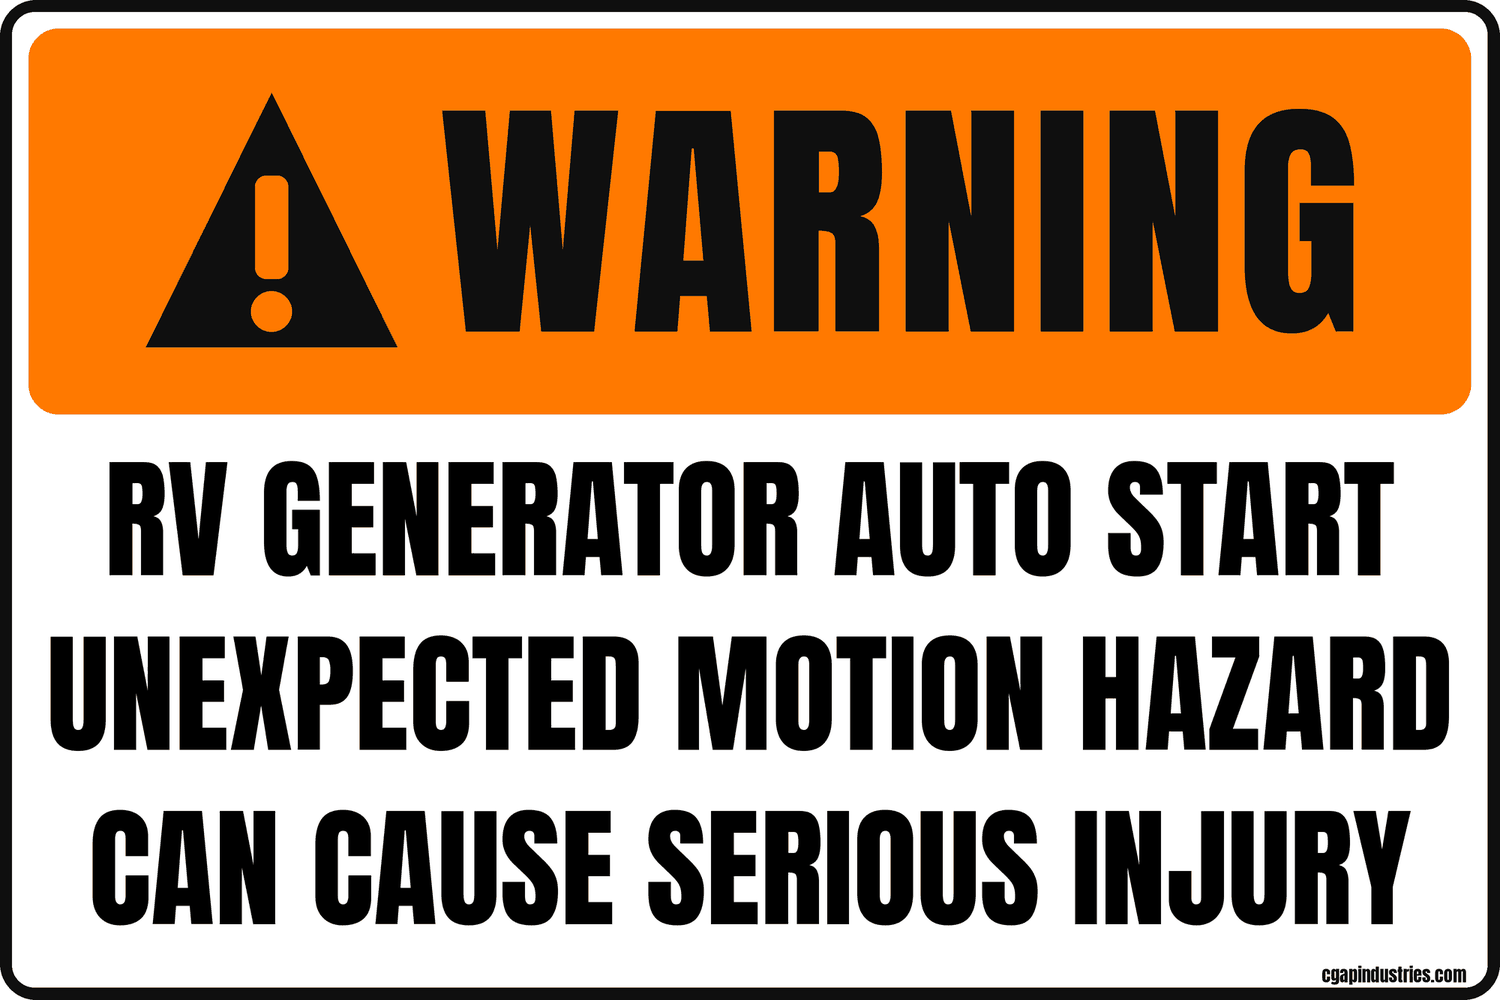 WARNING
RV GENERATOR AUTO START
UNEXPECTED MOTION HAZARD
CAN CAUSE SERIOUS INJURY
cgapindustries.com